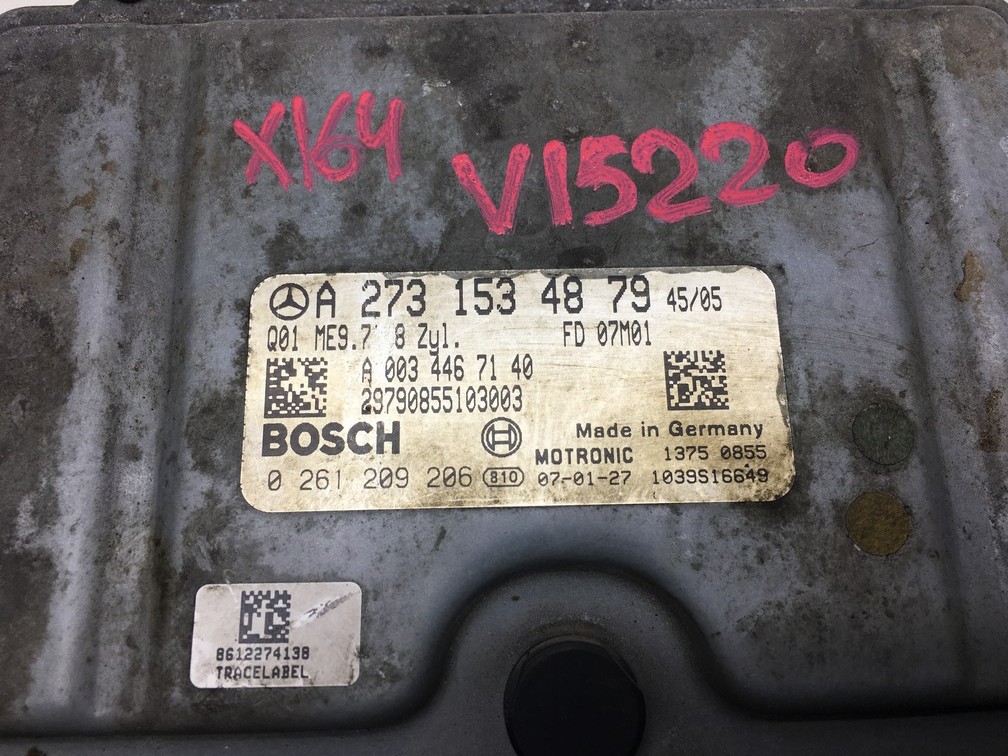 X164
V15220
A 273 153 48 79 45/05
Q01 ME9.7 8 Zyl. FD 07M01
A 003 446 71 40
29790855103003
BOSCH
Made in Germany
MOTRONIC 1375 0855
0 261 209 206 810 07-01-27 1039S16649
8612274138
TRACELABEL